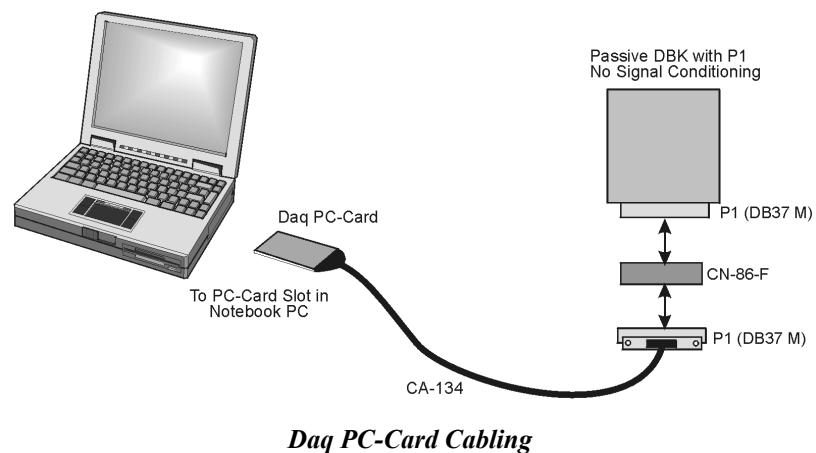 Passive DBK with P1
No Signal Conditioning
P1 (DB37 M)
Daq PC-Card
CN-86-F
To PC-Card Slot in
Notebook PC
P1 (DB37 M)
CA-134
Daq PC-Card Cabling